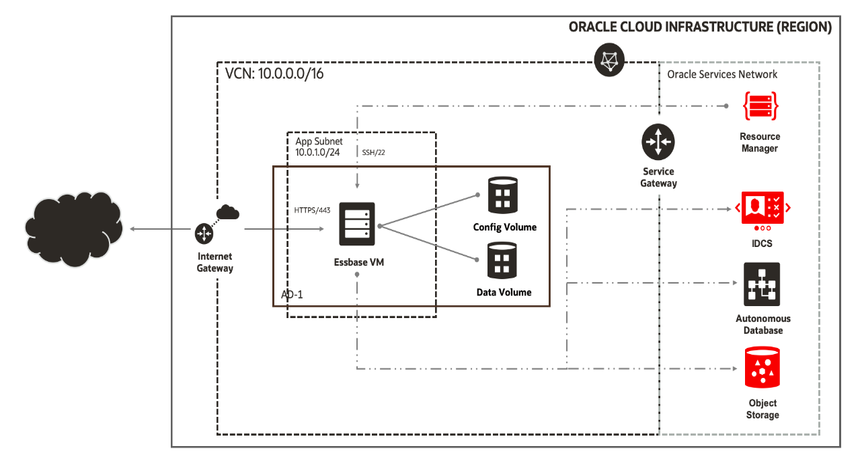 ORACLE CLOUD INFRASTRUCTURE (REGION)
VCN: 10.0.0.0/16
Oracle Services Network
Resource
Manager
App Subnet
10.0.1.0/24
SSH/22
Service
Gateway
HTTPS/443
Config Volume
IDCS
Internet
Gateway
Essbase VM
Data Volume
AD-1
Autonomous
Database
Object
Storage